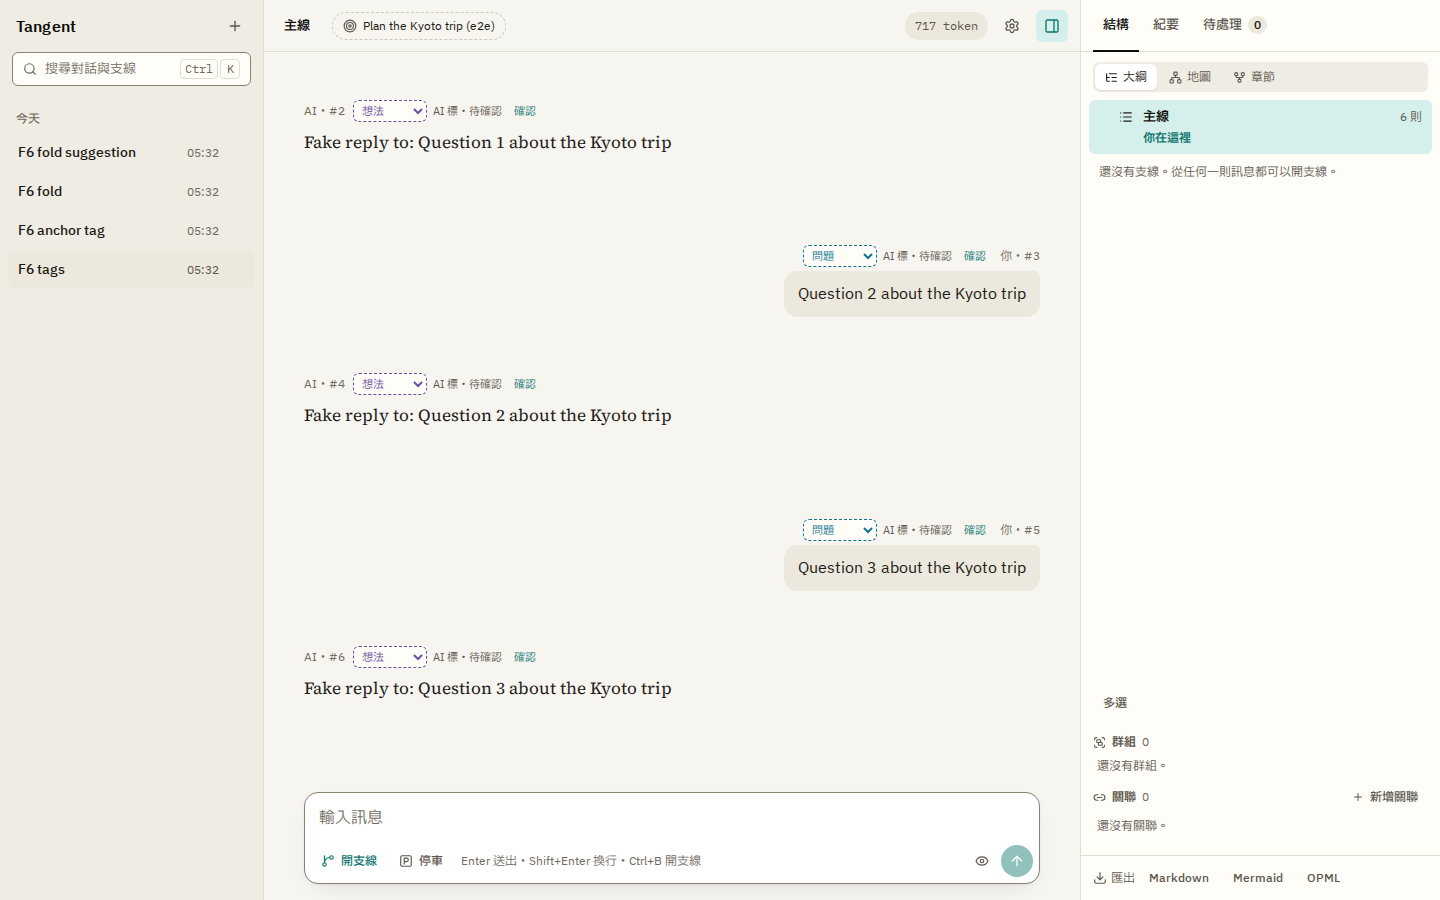 Tangent
搜尋對話與支線 Ctrl K
今天
F6 fold suggestion 05:32
F6 fold 05:32
F6 anchor tag 05:32
F6 tags 05:32
主線 Plan the Kyoto trip (e2e) 717 token
AI・#2 想法 AI 標・待確認 確認
Fake reply to: Question 1 about the Kyoto trip
問題 AI 標・待確認 確認 你・#3
Question 2 about the Kyoto trip
AI・#4 想法 AI 標・待確認 確認
Fake reply to: Question 2 about the Kyoto trip
問題 AI 標・待確認 確認 你・#5
Question 3 about the Kyoto trip
AI・#6 想法 AI 標・待確認 確認
Fake reply to: Question 3 about the Kyoto trip
輸入訊息
開支線 停車 Enter 送出・Shift+Enter 換行・Ctrl+B 開支線
結構 紀要 待處理 0
大綱 地圖 章節
主線 6 則
你在這裡
還沒有支線。從任何一則訊息都可以開支線。
多選
群組 0
還沒有群組。
關聯 0 新增關聯
還沒有關聯。
匯出 Markdown Mermaid OPML